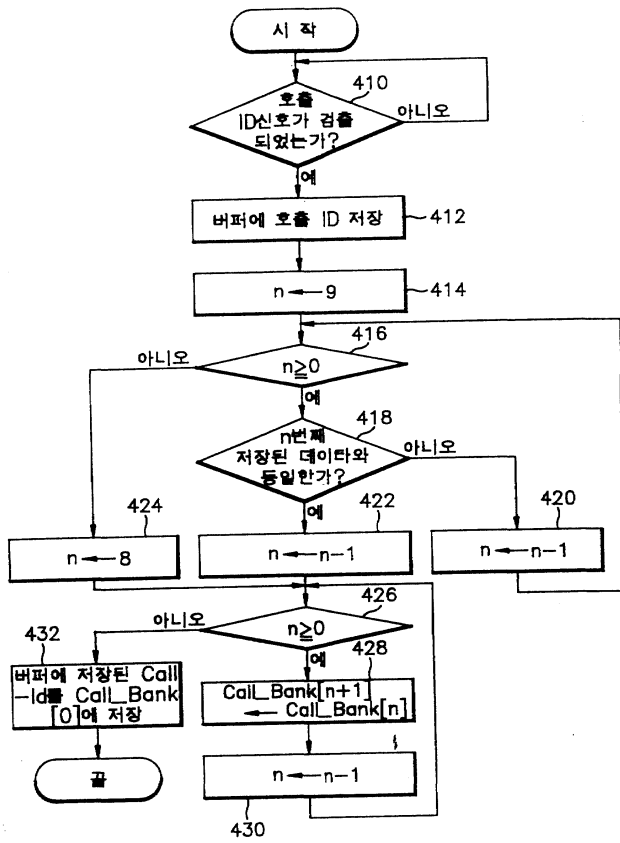 시 작
호출
ID신호가 검출
되었는가?
410
아니오
예
버퍼에 호출 ID 저장
412
n ← 9
414
416
아니오
n≧0
예
418
n번째
저장된 데이타와
동일한가?
아니오
예
424
n ← 8
422
n ← n-1
420
n ← n-1
426
아니오
n≧0
예
432
버퍼에 저장된 Call
-Id를 Call_Bank
[0]에 저장
428
Call_Bank[n+1]
← Call_Bank[n]
끝
n ← n-1
430